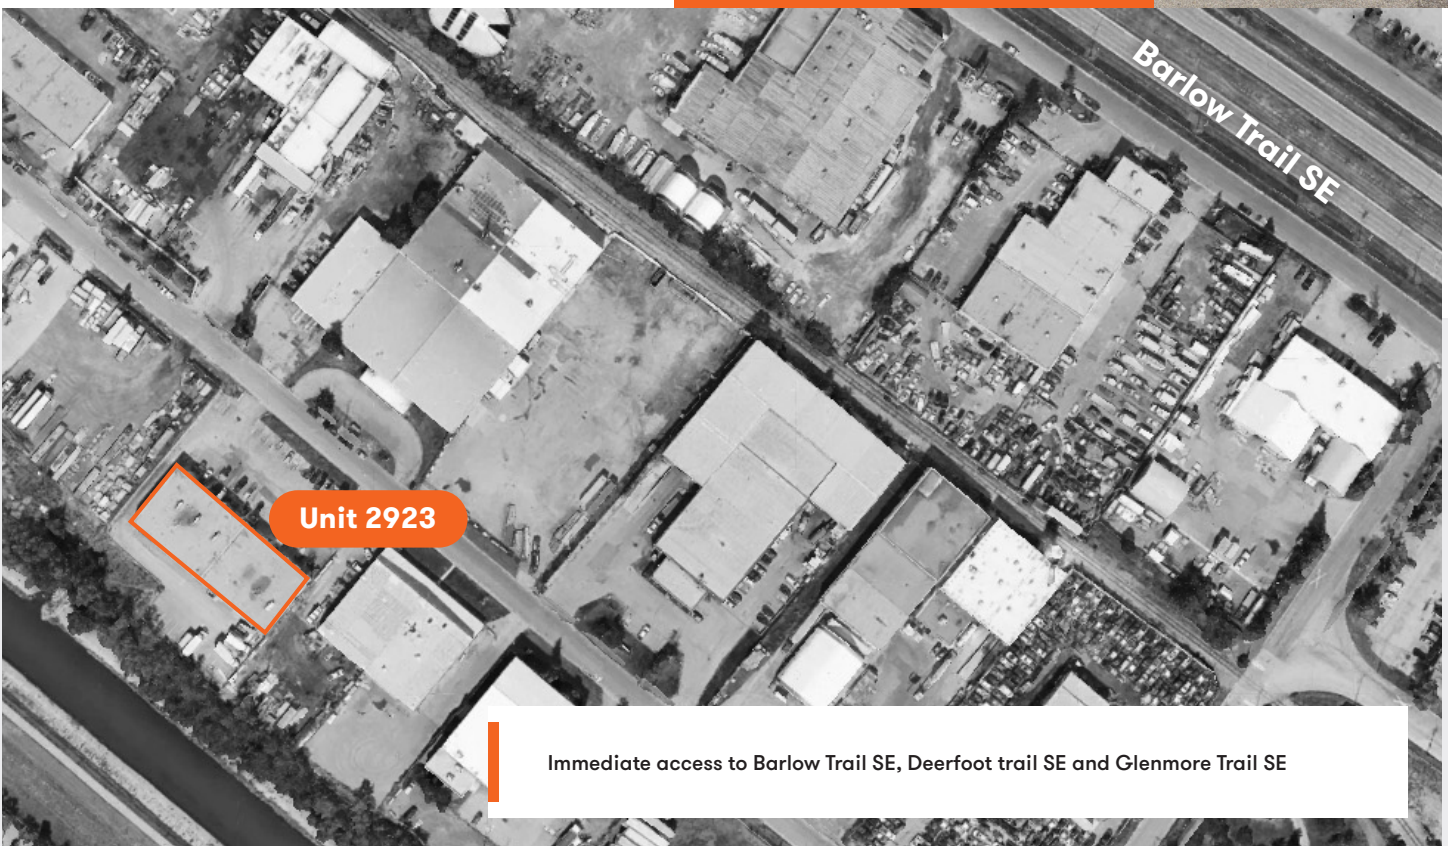 Barlow Trail SE
Unit 2923
Immediate access to Barlow Trail SE, Deerfoot trail SE and Glenmore Trail SE